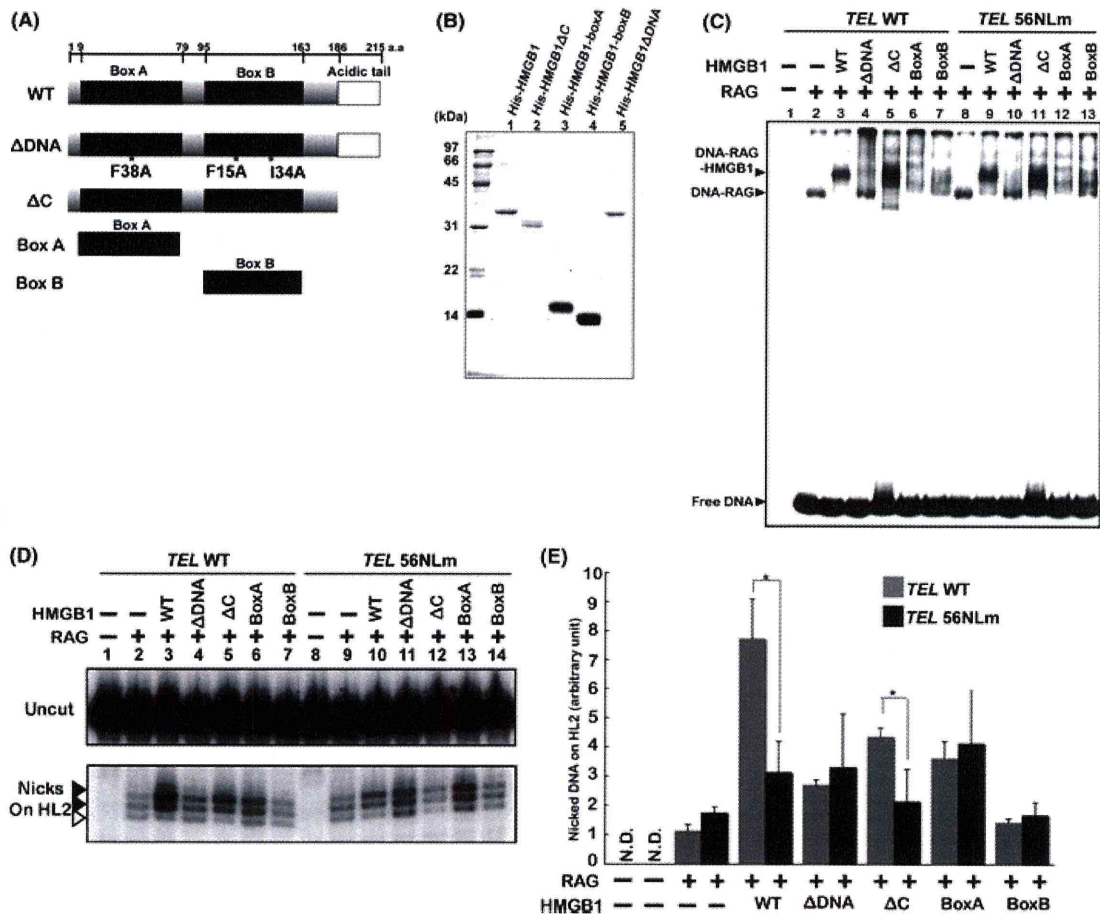 (A)
1 9 79 95 163 186 215 a.a
Box A Box B Acidic tail
WT
ΔDNA
F38A F15A I34A
ΔC
Box A
Box A
Box B
Box B
(B)
His-HMGB1
His-HMGB1ΔC
His-HMGB1-boxA
His-HMGB1-boxB
His-HMGB1ΔDNA
(kDa) 1 2 3 4 5
97
66
45
31
22
14
(C)
TEL WT TEL 56NLm
HMGB1 – – WT ΔDNA ΔC BoxA BoxB – WT ΔDNA ΔC BoxA BoxB
RAG – + + + + + + + + + + + +
1 2 3 4 5 6 7 8 9 10 11 12 13
DNA-RAG
-HMGB1
DNA-RAG
Free DNA
(D)
TEL WT TEL 56NLm
HMGB1 – – WT ΔDNA ΔC BoxA BoxB – – WT ΔDNA ΔC BoxA BoxB
RAG – + + + + + + – + + + + + +
1 2 3 4 5 6 7 8 9 10 11 12 13 14
Uncut
Nicks
On HL2
(E)
Nicked DNA on HL2 (arbitrary unit)
10
9
8
7
6
5
4
3
2
1
0
* *
TEL WT
TEL 56NLm
N.D. N.D.
RAG – – + + + + + + + + + + + +
HMGB1 – – – – WT ΔDNA ΔC BoxA BoxB